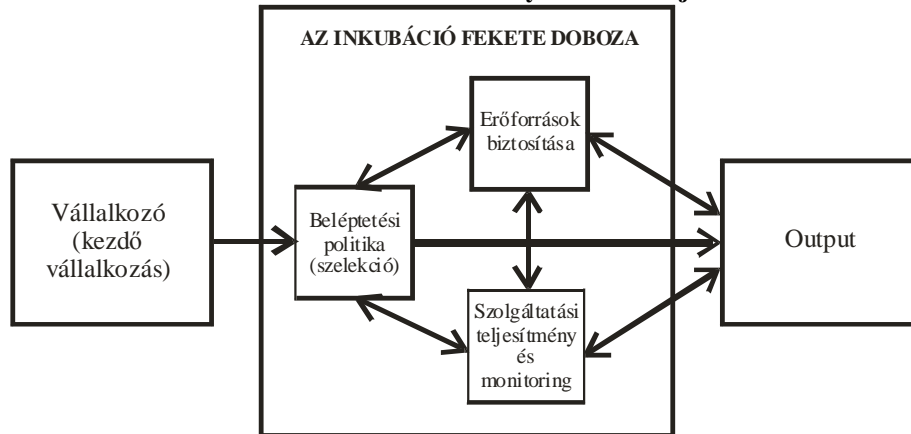 AZ INKUBÁCIÓ FEKETE DOBOZA
Erőforrások
biztosítása
Vállalkozó
(kezdő
vállalkozás)
Beléptetési
politika
(szelekció)
Output
Szolgáltatási
teljesítmény
és
monitoring